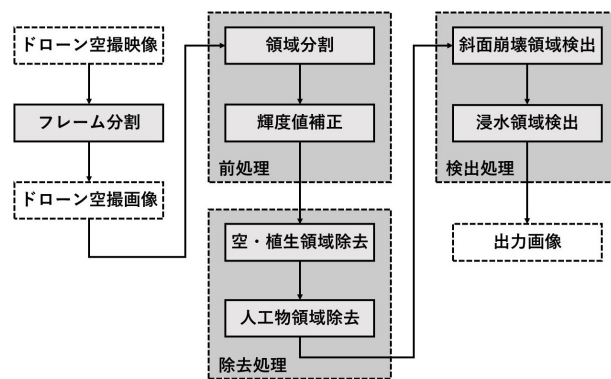 ドローン空撮映像
フレーム分割
ドローン空撮画像
領域分割
輝度値補正
前処理
空・植生領域除去
人工物領域除去
除去処理
斜面崩壊領域検出
浸水領域検出
検出処理
出力画像